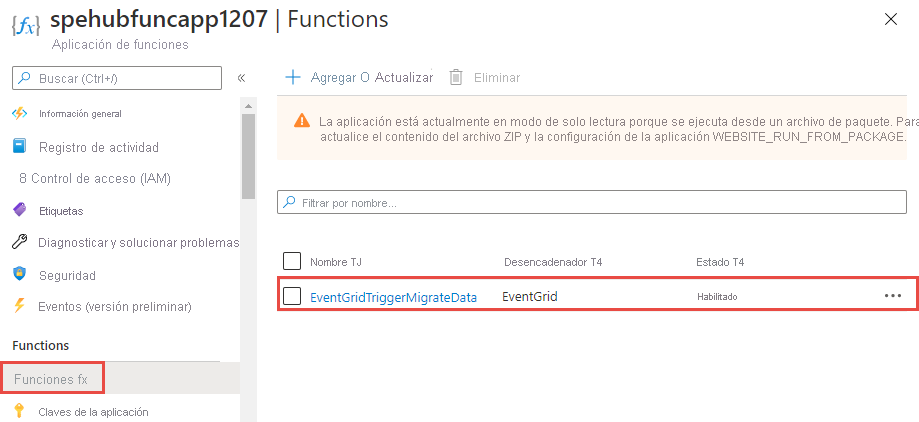 spehubfuncapp1207 | Functions
Aplicación de funciones
Buscar (Ctrl+/)
Información general
Registro de actividad
8 Control de acceso (IAM)
Etiquetas
Diagnosticar y solucionar problemas
Seguridad
Eventos (versión preliminar)
Functions
Funciones fx
Claves de la aplicación
Agregar O Actualizar
Eliminar
La aplicación está actualmente en modo de solo lectura porque se ejecuta desde un archivo de paquete. Para
actualice el contenido del archivo ZIP y la configuración de la aplicación WEBSITE_RUN_FROM_PACKAGE.
Filtrar por nombre...
Nombre TJ Desencadenador T4 Estado T4
EventGridTriggerMigrateData EventGrid Habilitado